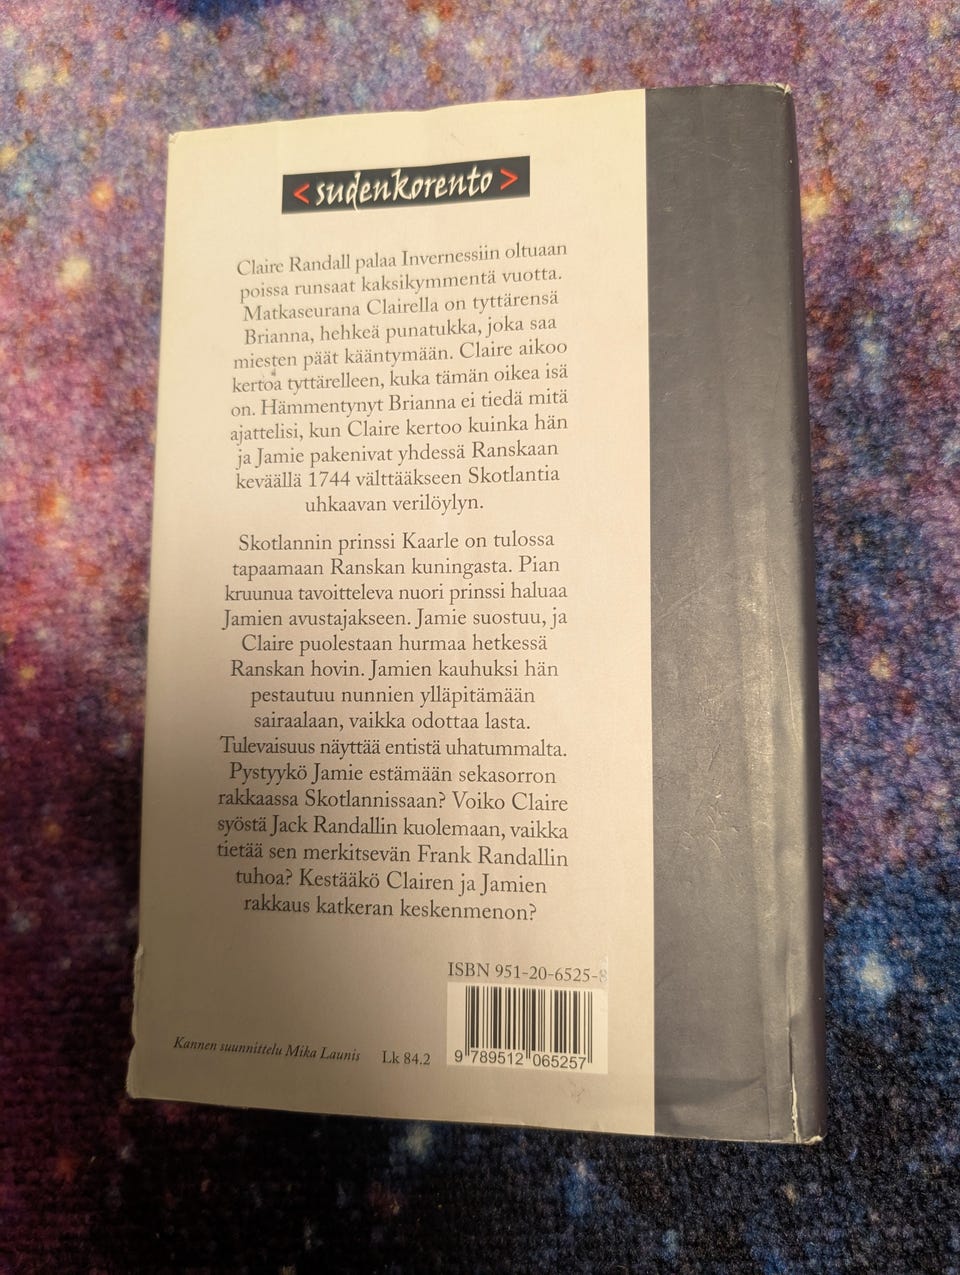 <sudenkorento>
Claire Randall palaa Invernessiin oltuaan
poissa runsaat kaksikymmentä vuotta.
Matkaseurana Clairella on tyttärensä
Brianna, hehkeä punatukka, joka saa
miesten päät kääntymään. Claire aikoo
kertoa tyttärelleen, kuka tämän oikea isä
on. Hämmentynyt Brianna ei tiedä mitä
ajattelisi, kun Claire kertoo kuinka hän
ja Jamie pakenivat yhdessä Ranskaan
keväällä 1744 välttääkseen Skotlantia
uhkaavan verilöylyn.
Skotlannin prinssi Kaarle on tulossa
tapaamaan Ranskan kuningasta. Pian
kruunua tavoitteleva nuori prinssi haluaa
Jamien avustajakseen. Jamie suostuu, ja
Claire puolestaan hurmaa hetkessä
Ranskan hovin. Jamien kauhuksi hän
pestautuu nunnien ylläpitämään
sairaalaan, vaikka odottaa lasta.
Tulevaisuus näyttää entistä uhatummalta.
Pystyykö Jamie estämään sekasorron
rakkaassa Skotlannissaan? Voiko Claire
syöstä Jack Randallin kuolemaan, vaikka
tietää sen merkitsevän Frank Randallin
tuhoa? Kestääkö Clairen ja Jamien
rakkaus katkeran keskenmenon?
ISBN 951-20-6525-8
9 789512 065257
Kannen suunnittelu Mika Launis Lk 84.2